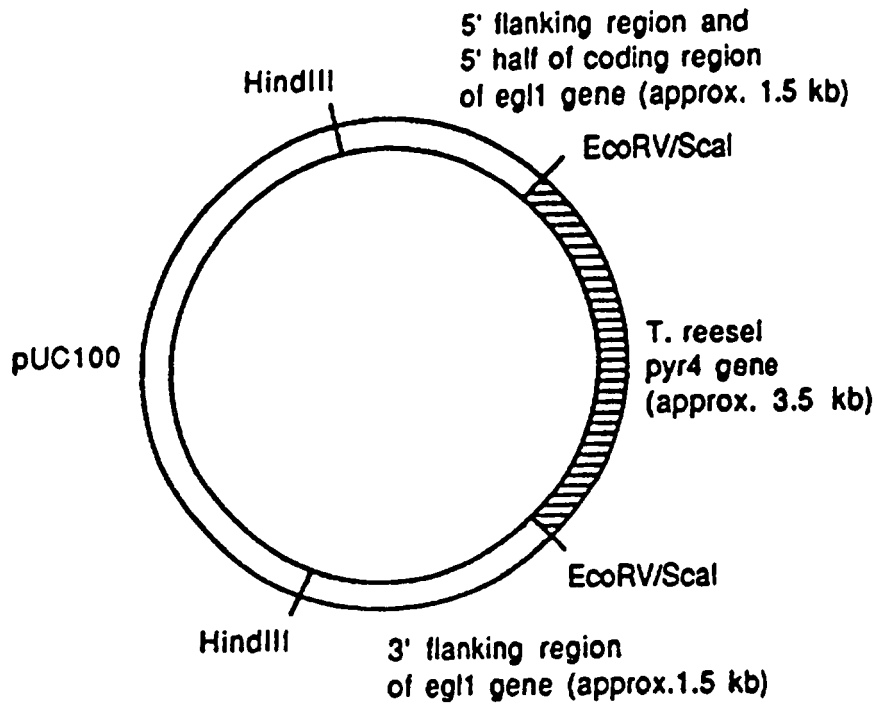 5' flanking region and
5' half of coding region
of egl1 gene (approx. 1.5 kb)
HindIII
EcoRV/ScaI
pUC100
T. reesei
pyr4 gene
(approx. 3.5 kb)
EcoRV/ScaI
HindIII
3' flanking region
of egl1 gene (approx.1.5 kb)